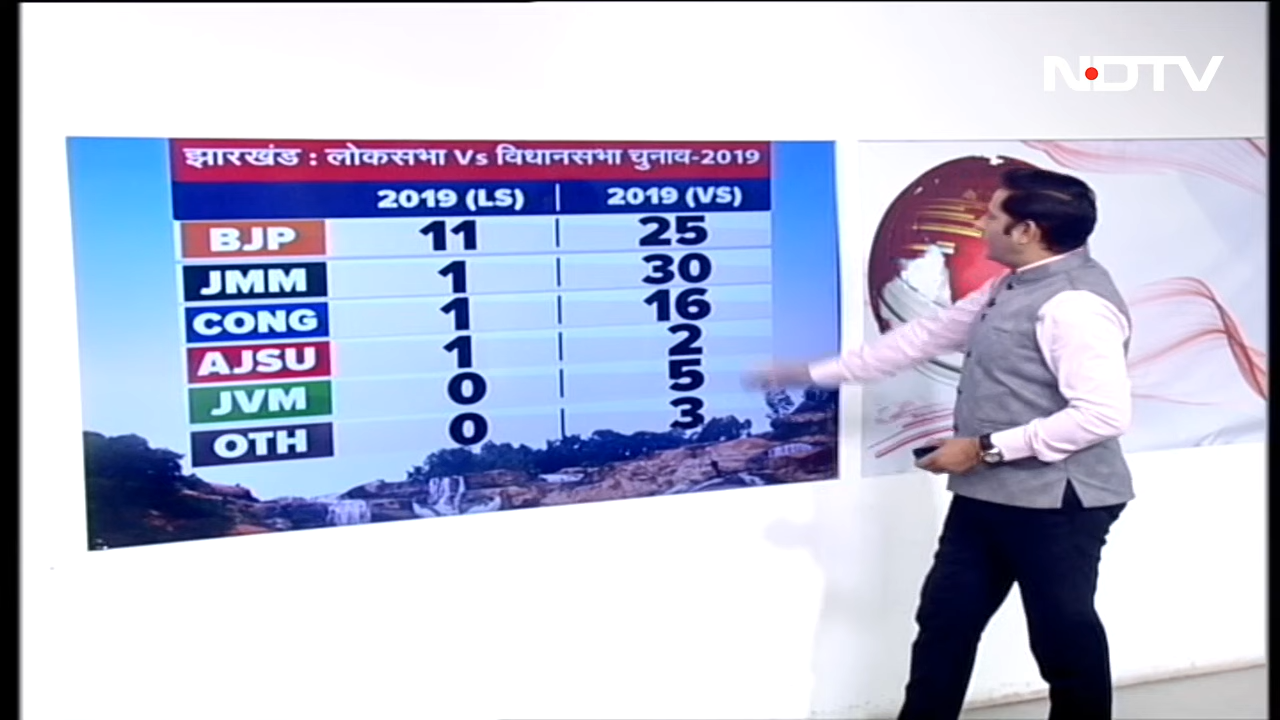 NDTV
झारखंड : लोकसभा Vs विधानसभा चुनाव-2019
2019 (LS) | 2019 (VS)
BJP 11 | 25
JMM 1 | 30
CONG 1 | 16
AJSU 1 | 2
JVM 0 | 5
OTH 0 | 3